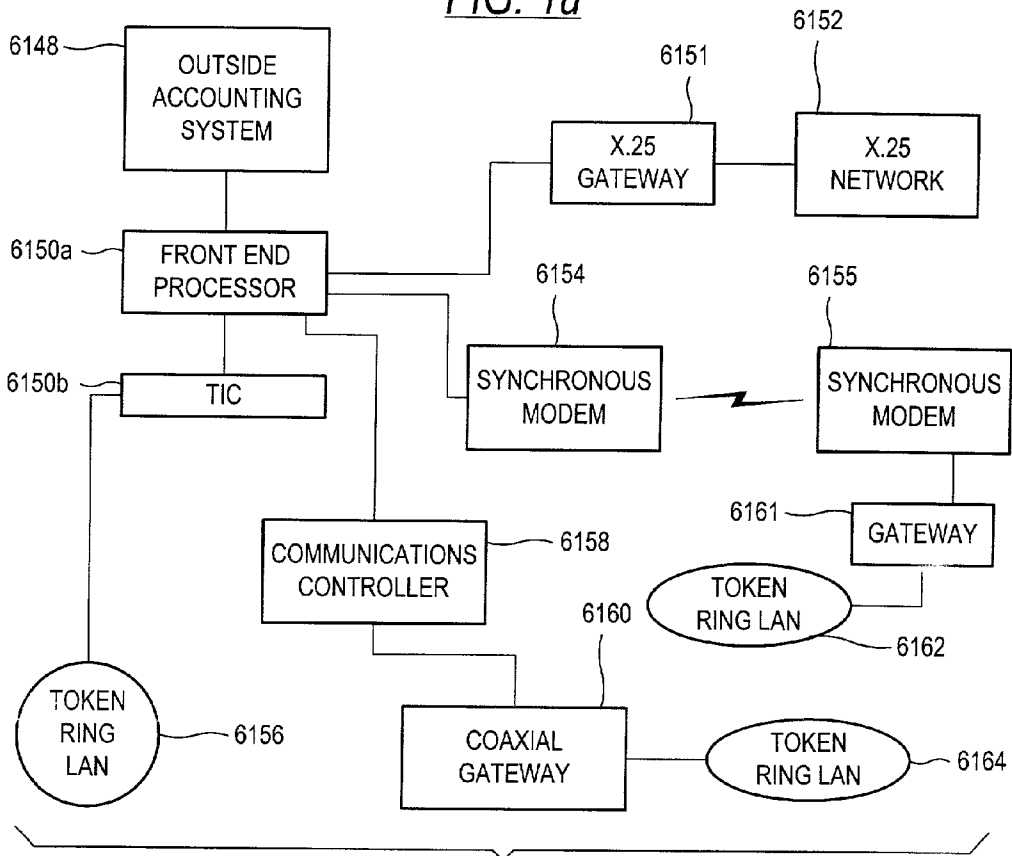 FIG. 1a
6148
OUTSIDE
ACCOUNTING
SYSTEM
6151
6152
X.25
GATEWAY
X.25
NETWORK
6150a
FRONT END
PROCESSOR
6154
6155
6150b
TIC
SYNCHRONOUS
MODEM
SYNCHRONOUS
MODEM
6161
GATEWAY
COMMUNICATIONS
CONTROLLER
6158
TOKEN
RING LAN
6162
6160
TOKEN
RING
LAN
6156
COAXIAL
GATEWAY
TOKEN
RING LAN
6164